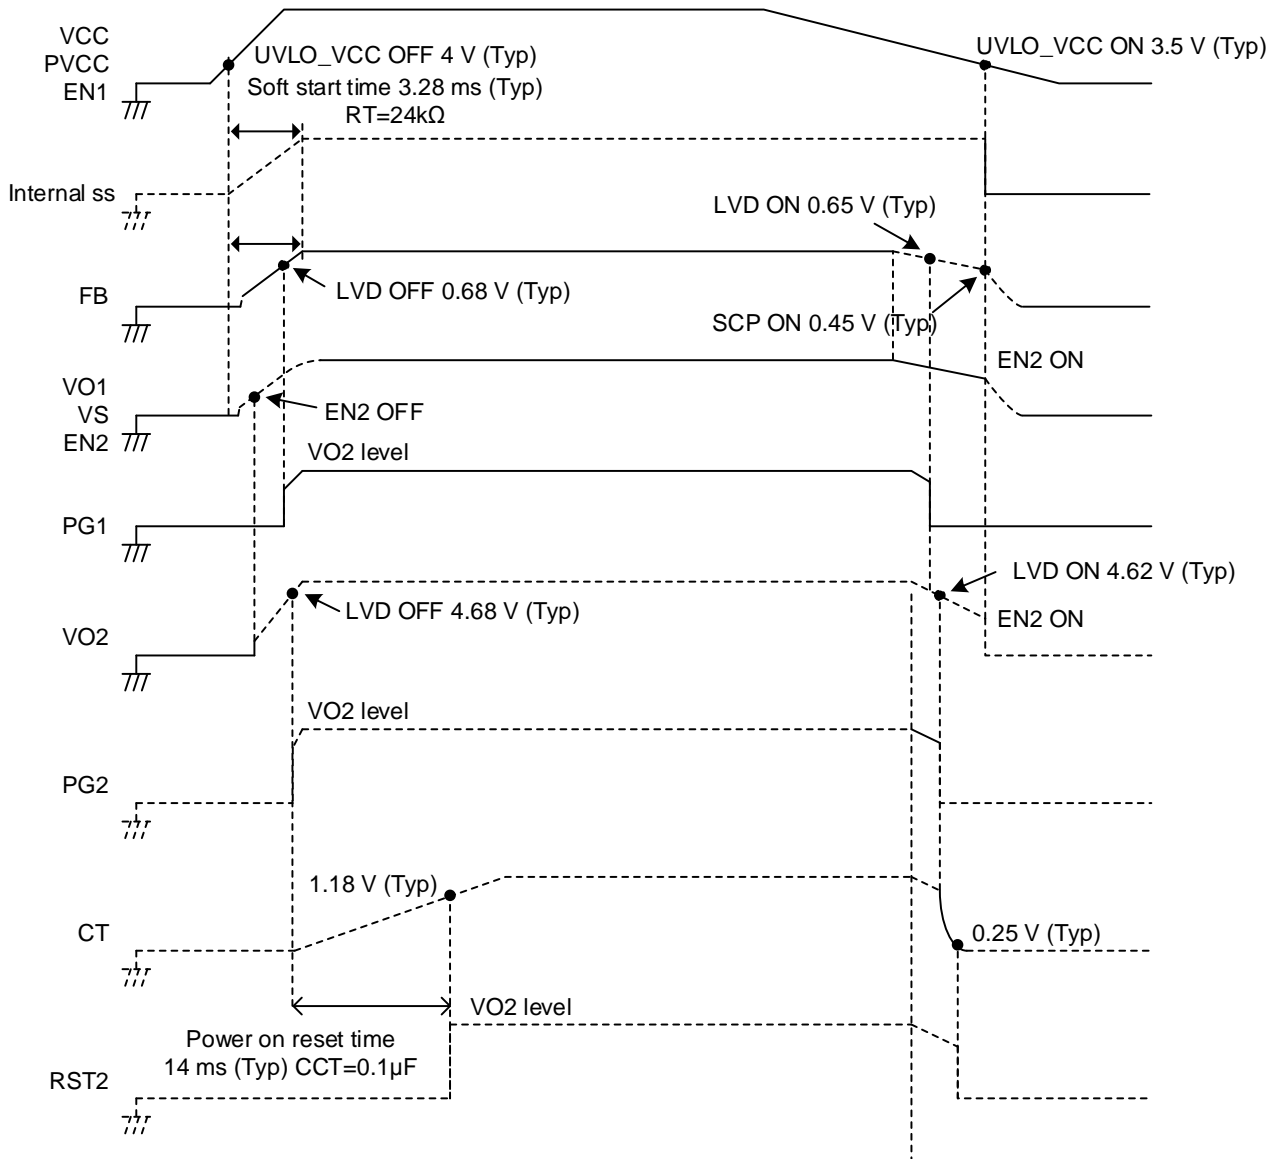 VCC
PVCC
EN1
UVLO_VCC OFF 4 V (Typ)
Soft start time 3.28 ms (Typ)
RT=24kΩ
UVLO_VCC ON 3.5 V (Typ)
Internal ss
LVD ON 0.65 V (Typ)
FB
LVD OFF 0.68 V (Typ)
SCP ON 0.45 V (Typ)
VO1
VS
EN2
EN2 OFF
EN2 ON
VO2 level
PG1
LVD ON 4.62 V (Typ)
LVD OFF 4.68 V (Typ)
EN2 ON
VO2
VO2 level
PG2
1.18 V (Typ)
CT
0.25 V (Typ)
VO2 level
Power on reset time
14 ms (Typ) CCT=0.1µF
RST2